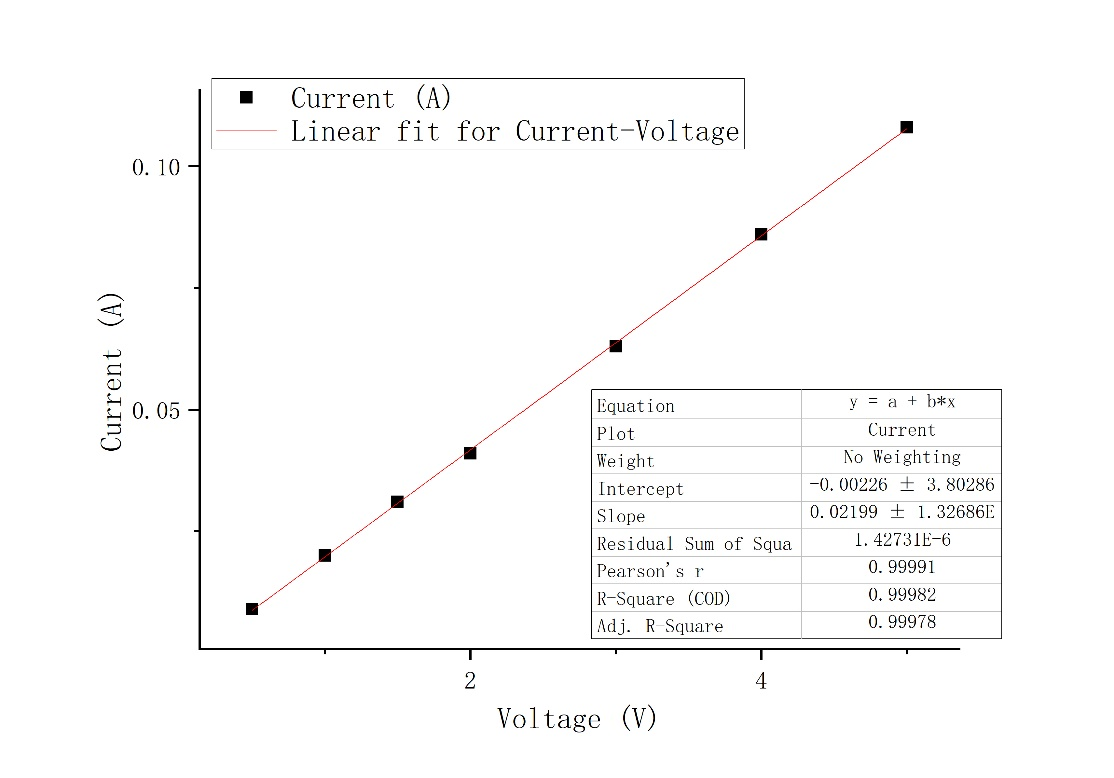 Current (A)
Linear fit for Current-Voltage
0.10
0.05
Current (A)
Equation y = a + b*x
Plot Current
Weight No Weighting
Intercept -0.00226 ± 3.80286
Slope 0.02199 ± 1.32686E
Residual Sum of Squa 1.42731E-6
Pearson's r 0.99991
R-Square (COD) 0.99982
Adj. R-Square 0.99978
2 4
Voltage (V)